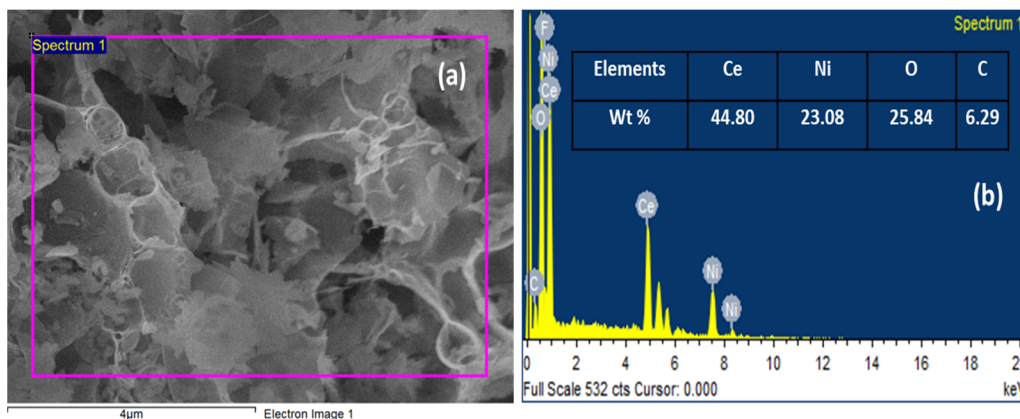 Spectrum 1
(a)
4µm
Electron Image 1
Spectrum 1
F
Ni
Ce
O
C
Elements Ce Ni O C
Wt % 44.80 23.08 25.84 6.29
(b)
Ce
Ni
Ni
0 2 4 6 8 10 12 14 16 18 20
Full Scale 532 cts Cursor: 0.000
keV